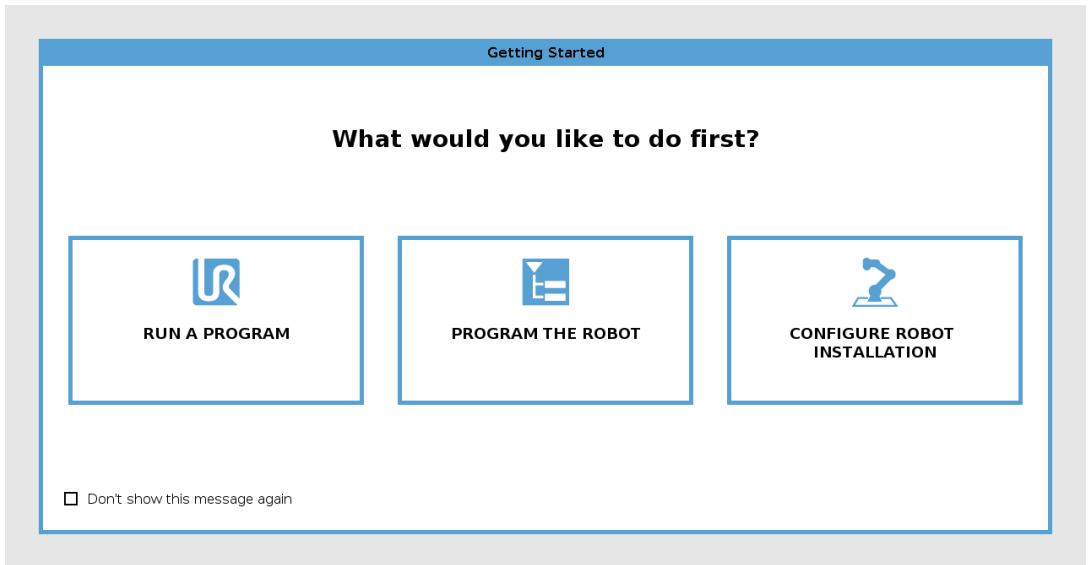 Getting Started
What would you like to do first?
RUN A PROGRAM
PROGRAM THE ROBOT
CONFIGURE ROBOT
INSTALLATION
Don't show this message again